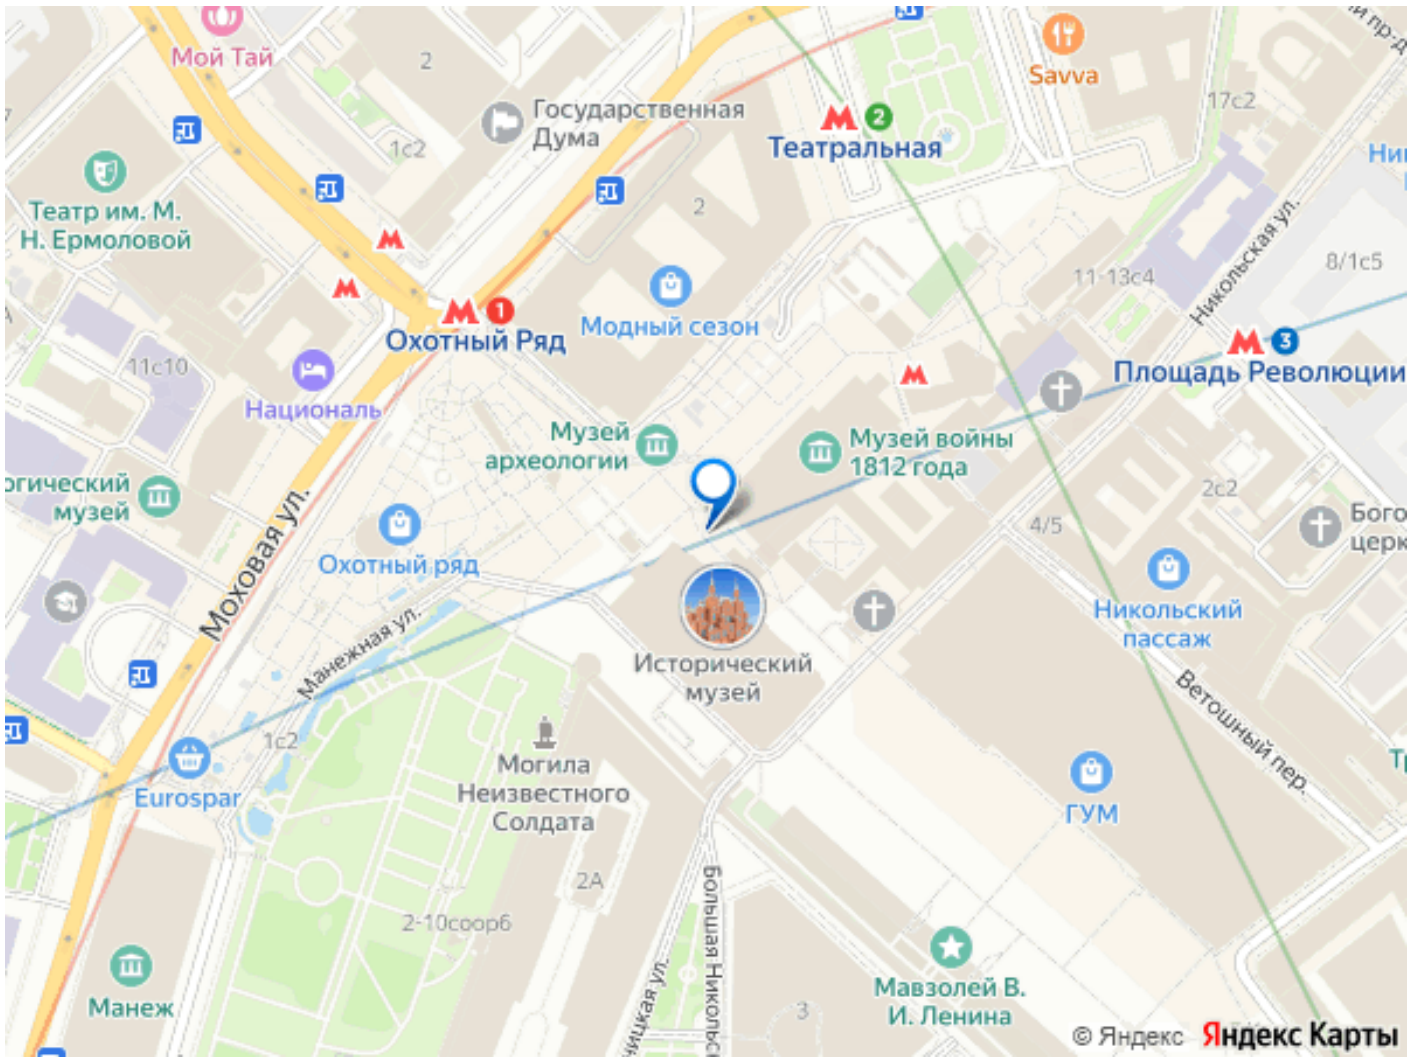 Мой Тай
2
Государственная
Дума
1с2
Savva
17с2
2
Театральная
Театр им. М.
Н. Ермоловой
2
8/1с5
11-13с4
Никольская ул.
Модный сезон
1
Охотный Ряд
3
Площадь Революции
11с10
Националь
Музей
археологии
Музей войны
1812 года
музей
2с2
4/5
Моховая ул.
Охотный ряд
Никольский
пассаж
Манежная ул.
Исторический
музей
Ветошный пер.
1с2
Eurospar
Могила
Неизвестного
Солдата
ГУМ
2А
2-10соор6
Большая Никольс
Манеж
Мавзолей В.
И. Ленина
3
© Яндекс Яндекс Карты